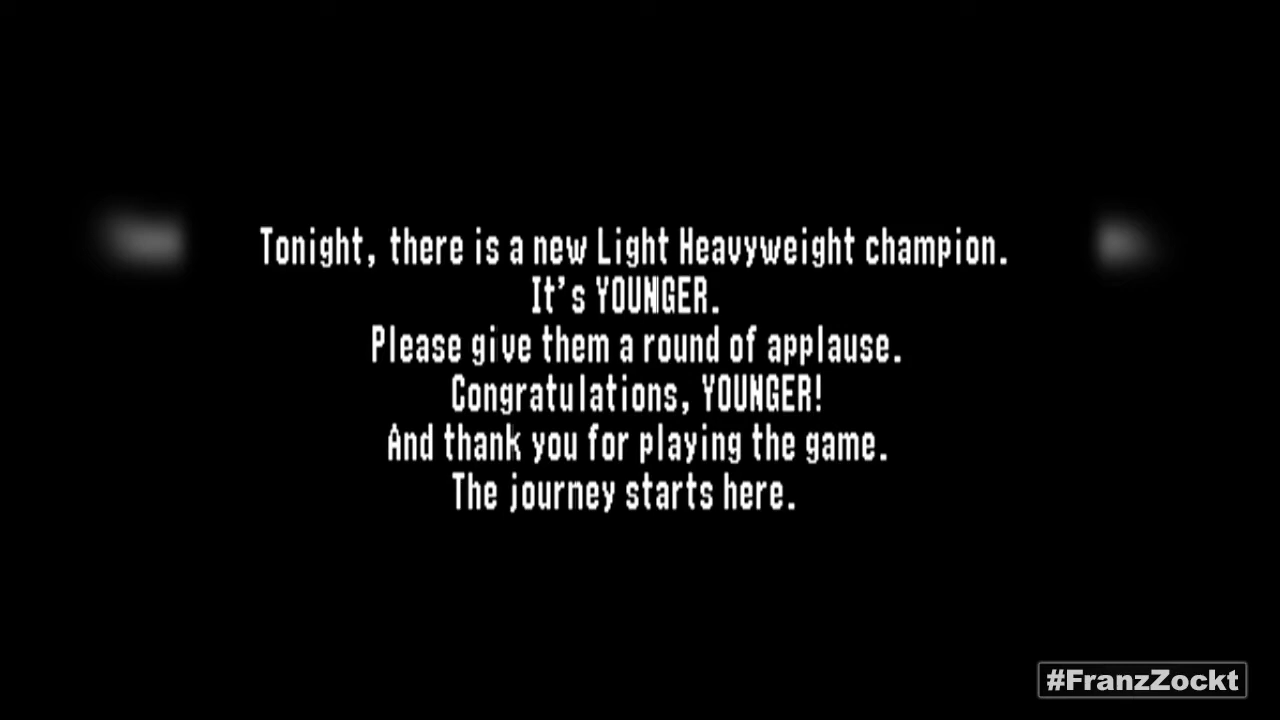 Tonight, there is a new Light Heavyweight champion.
It's YOUNGER.
Please give them a round of applause.
Congratulations, YOUNGER!
And thank you for playing the game.
The journey starts here.
#FranzZockt